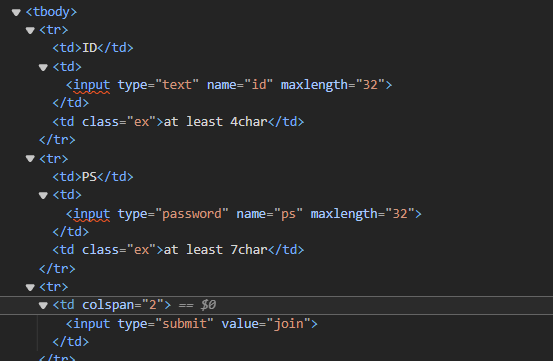 ▼ <tbody>
▼ <tr>
<td>ID</td>
▼ <td>
<input type="text" name="id" maxlength="32">
</td>
<td class="ex">at least 4char</td>
</tr>
▼ <tr>
<td>PS</td>
▼ <td>
<input type="password" name="ps" maxlength="32">
</td>
<td class="ex">at least 7char</td>
</tr>
▼ <tr>
▼ <td colspan="2"> == $0
<input type="submit" value="join">
</td>
</tr>